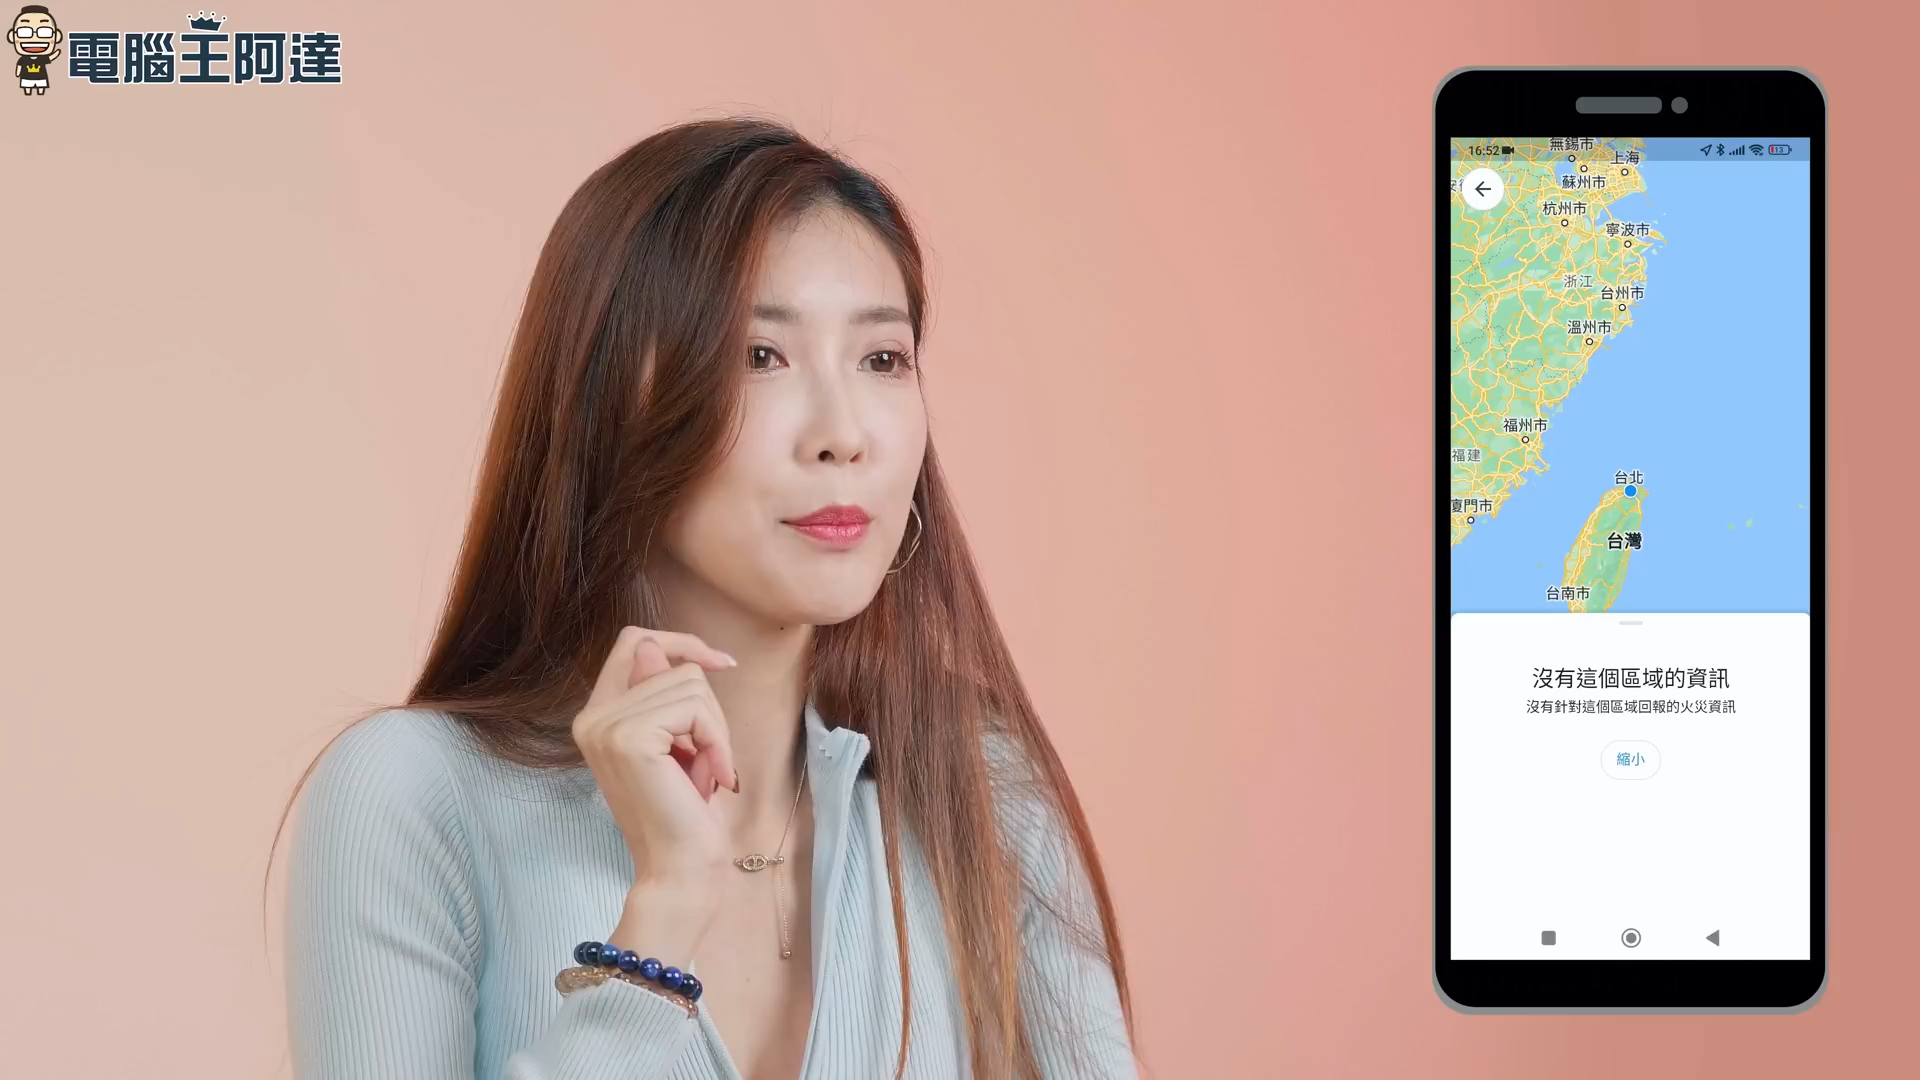 電腦王阿達
16:52
13
無錫市
上海
蘇州市
杭州市
寧波市
浙江
台州市
溫州市
福州市
福建
台北
廈門市
台灣
台南市
沒有這個區域的資訊
沒有針對這個區域回報的火災資訊
縮小